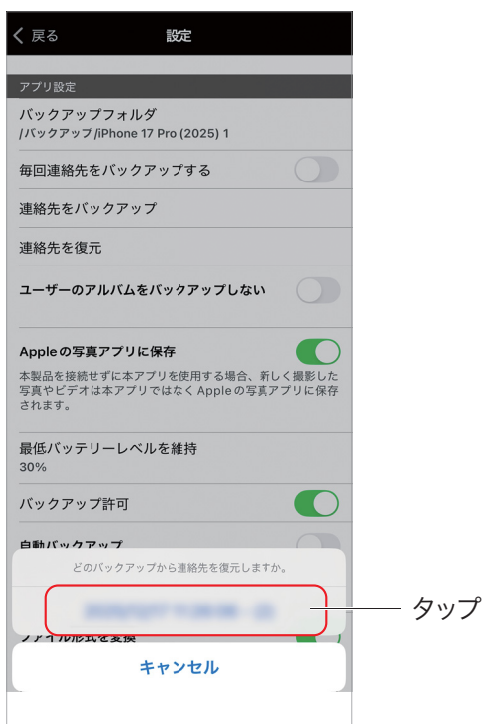 戻る
設定
アプリ設定
バックアップフォルダ
/バックアップ/iPhone 17 Pro(2025) 1
毎回連絡先をバックアップする
連絡先をバックアップ
連絡先を復元
ユーザーのアルバムをバックアップしない
Appleの写真アプリに保存
本製品を接続せずに本アプリを使用する場合、新しく撮影した
写真やビデオは本アプリではなくAppleの写真アプリに保存
されます。
最低バッテリーレベルを維持
30%
バックアップ許可
自動バックアップ
どのバックアップから連絡先を復元しますか。
タップ
ファイル形式を変換
キャンセル